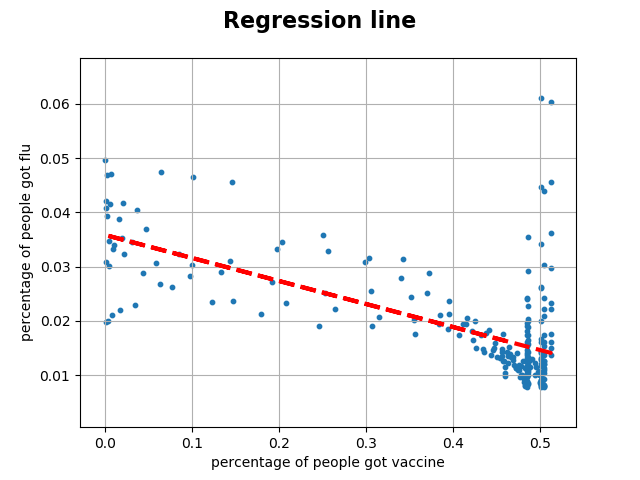 Regression line
percentage of people got flu
0.06
0.05
0.04
0.03
0.02
0.01
0.0 0.1 0.2 0.3 0.4 0.5
percentage of people got vaccine